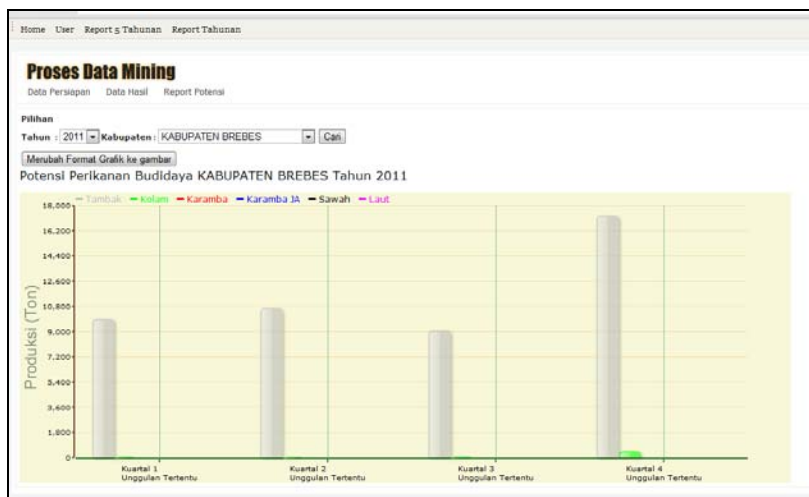 Home User Report 5 Tahunan Report Tahunan
Proses Data Mining
Data Persiapan Data Hasil Report Potensi
Pilihan
Tahun : 2011 Kabupaten : KABUPATEN BREBES Cari
Merubah Format Grafik ke gambar
Potensi Perikanan Budidaya KABUPATEN BREBES Tahun 2011
Tambak Kolam Karamba Karamba JA Sawah Laut
Produksi (Ton)
18,000
16,200
14,400
12,600
10,800
9,000
7,200
5,400
3,600
1,800
0
Kuartal 1 Kuartal 2 Kuartal 3 Kuartal 4
Unggulan Tertentu Unggulan Tertentu Unggulan Tertentu Unggulan Tertentu